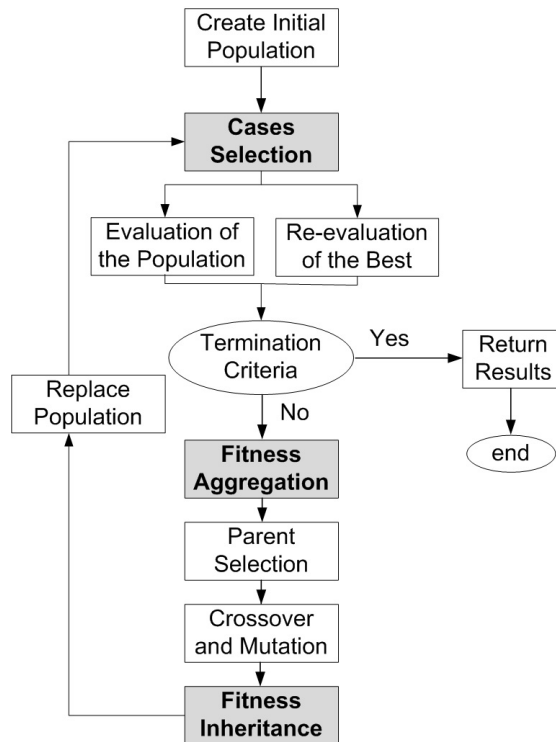 Create Initial
Population
Cases
Selection
Evaluation of
the Population
Re-evaluation
of the Best
Termination
Criteria
Yes
Return
Results
end
No
Replace
Population
Fitness
Aggregation
Parent
Selection
Crossover
and Mutation
Fitness
Inheritance